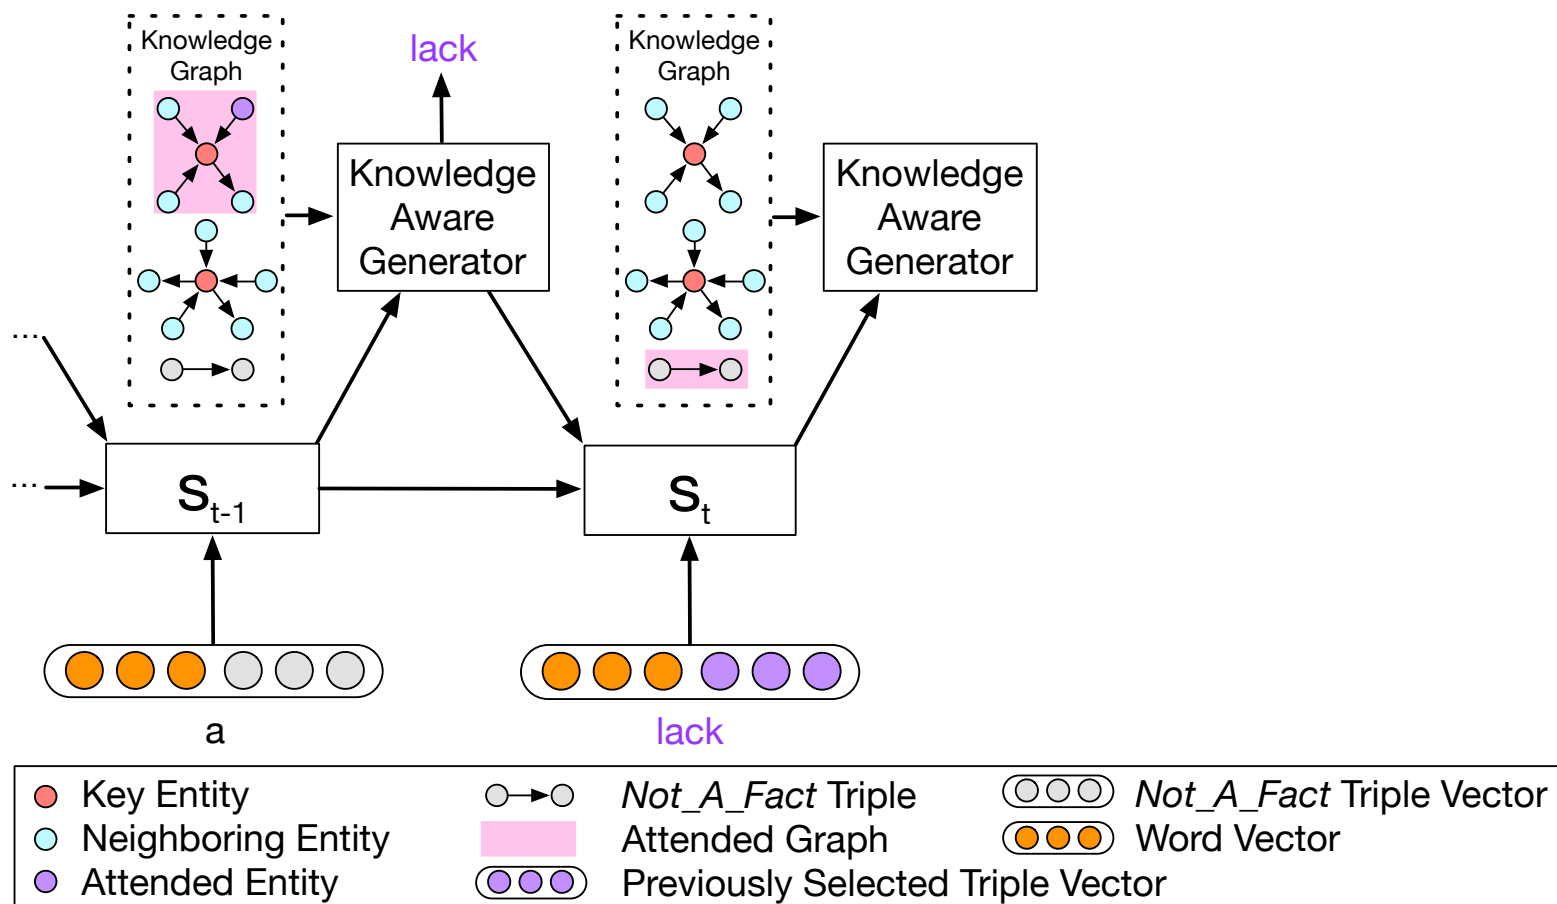 Knowledge
Graph
lack
Knowledge
Graph
Knowledge
Aware
Generator
Knowledge
Aware
Generator
...
...
St-1
St
a
lack
Key Entity
Not_A_Fact Triple
Not_A_Fact Triple Vector
Neighboring Entity
Attended Graph
Word Vector
Attended Entity
Previously Selected Triple Vector